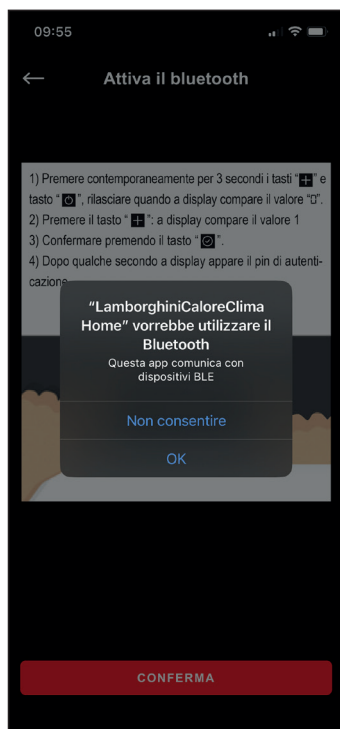 09:55
Attiva il bluetooth
1) Premere contemporaneamente per 3 secondi i tasti “+” e
tasto “”, rilasciare quando a display compare il valore “0”.
2) Premere il tasto “+”: a display compare il valore 1
3) Confermare premendo il tasto “”.
4) Dopo qualche secondo a display appare il pin di autenti-
cazione
“LamborghiniCaloreClima
Home” vorrebbe utilizzare il
Bluetooth
Questa app comunica con
dispositivi BLE
Non consentire
OK
CONFERMA